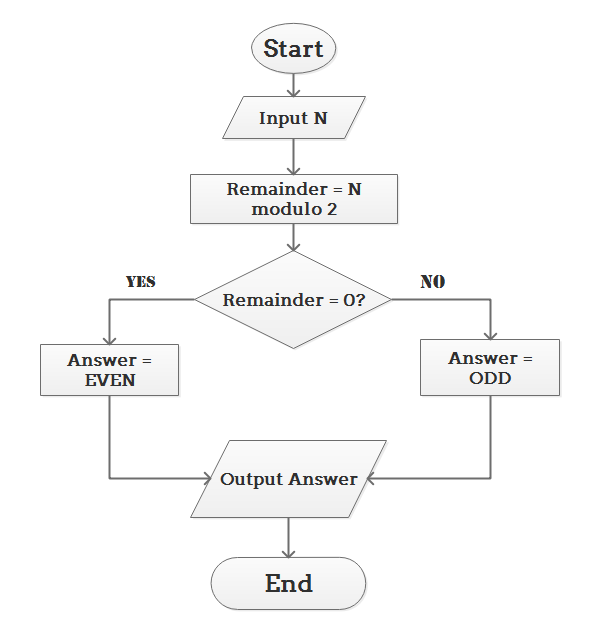 Start
Input N
Remainder = N
modulo 2
Remainder = 0?
YES
NO
Answer =
EVEN
Answer =
ODD
Output Answer
End